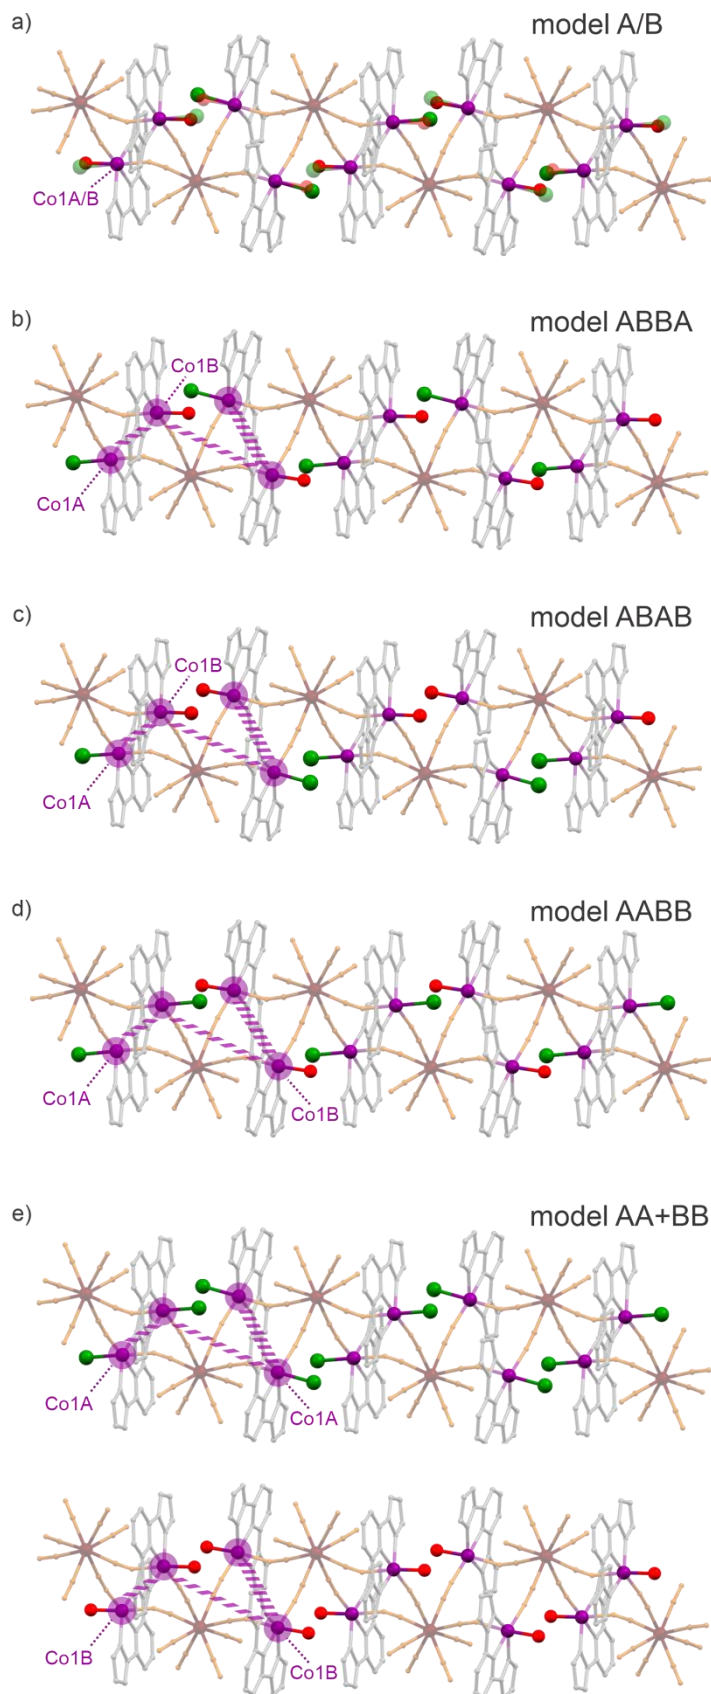 a)
model A/B
Co1A/B
b)
model ABBA
Co1B
Co1A
c)
model ABAB
Co1B
Co1A
d)
model AABB
Co1A
Co1B
e)
model AA+BB
Co1A
Co1A
Co1B
Co1B